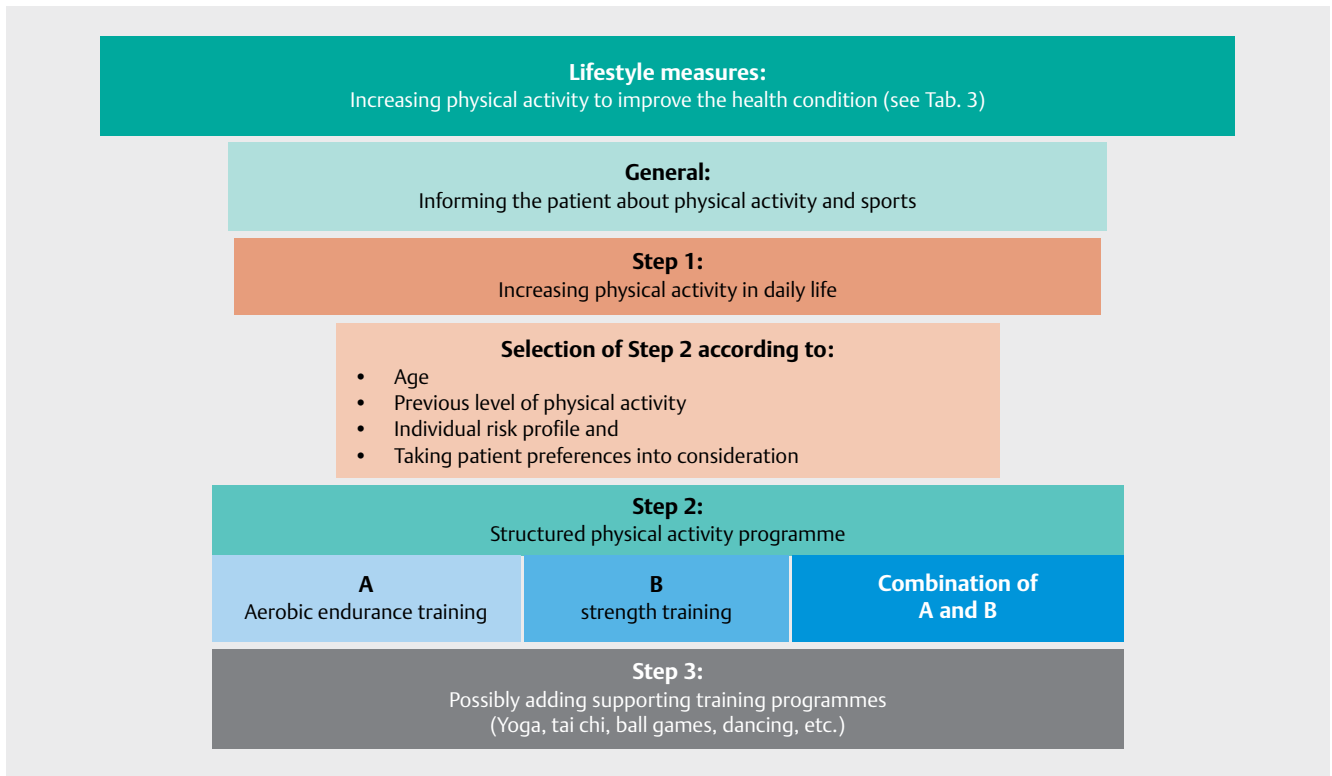 Lifestyle measures:
Increasing physical activity to improve the health condition (see Tab. 3)
General:
Informing the patient about physical activity and sports
Step 1:
Increasing physical activity in daily life
Selection of Step 2 according to:
• Age
• Previous level of physical activity
• Individual risk profile and
• Taking patient preferences into consideration
Step 2:
Structured physical activity programme
A
Aerobic endurance training
B
strength training
Combination of
A and B
Step 3:
Possibly adding supporting training programmes
(Yoga, tai chi, ball games, dancing, etc.)